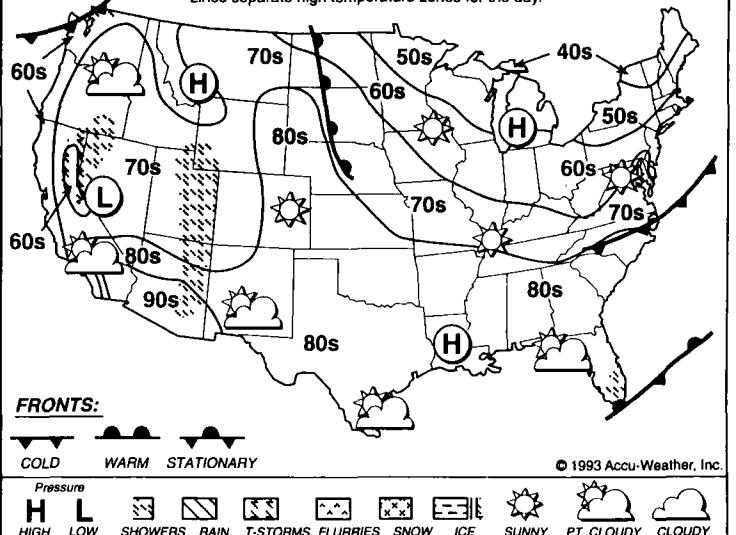 Lines separate high temperature zones for the day.
70s
50s
40s
60s
60s
H
80s
H
50s
70s
60s
L
70s
70s
60s
80s
90s
80s
80s
H
FRONTS:
COLD WARM STATIONARY
© 1993 Accu-Weather, Inc.
Pressure
H L
HIGH LOW SHOWERS RAIN T-STORMS FLURRIES SNOW ICE SUNNY PT. CLOUDY CLOUDY